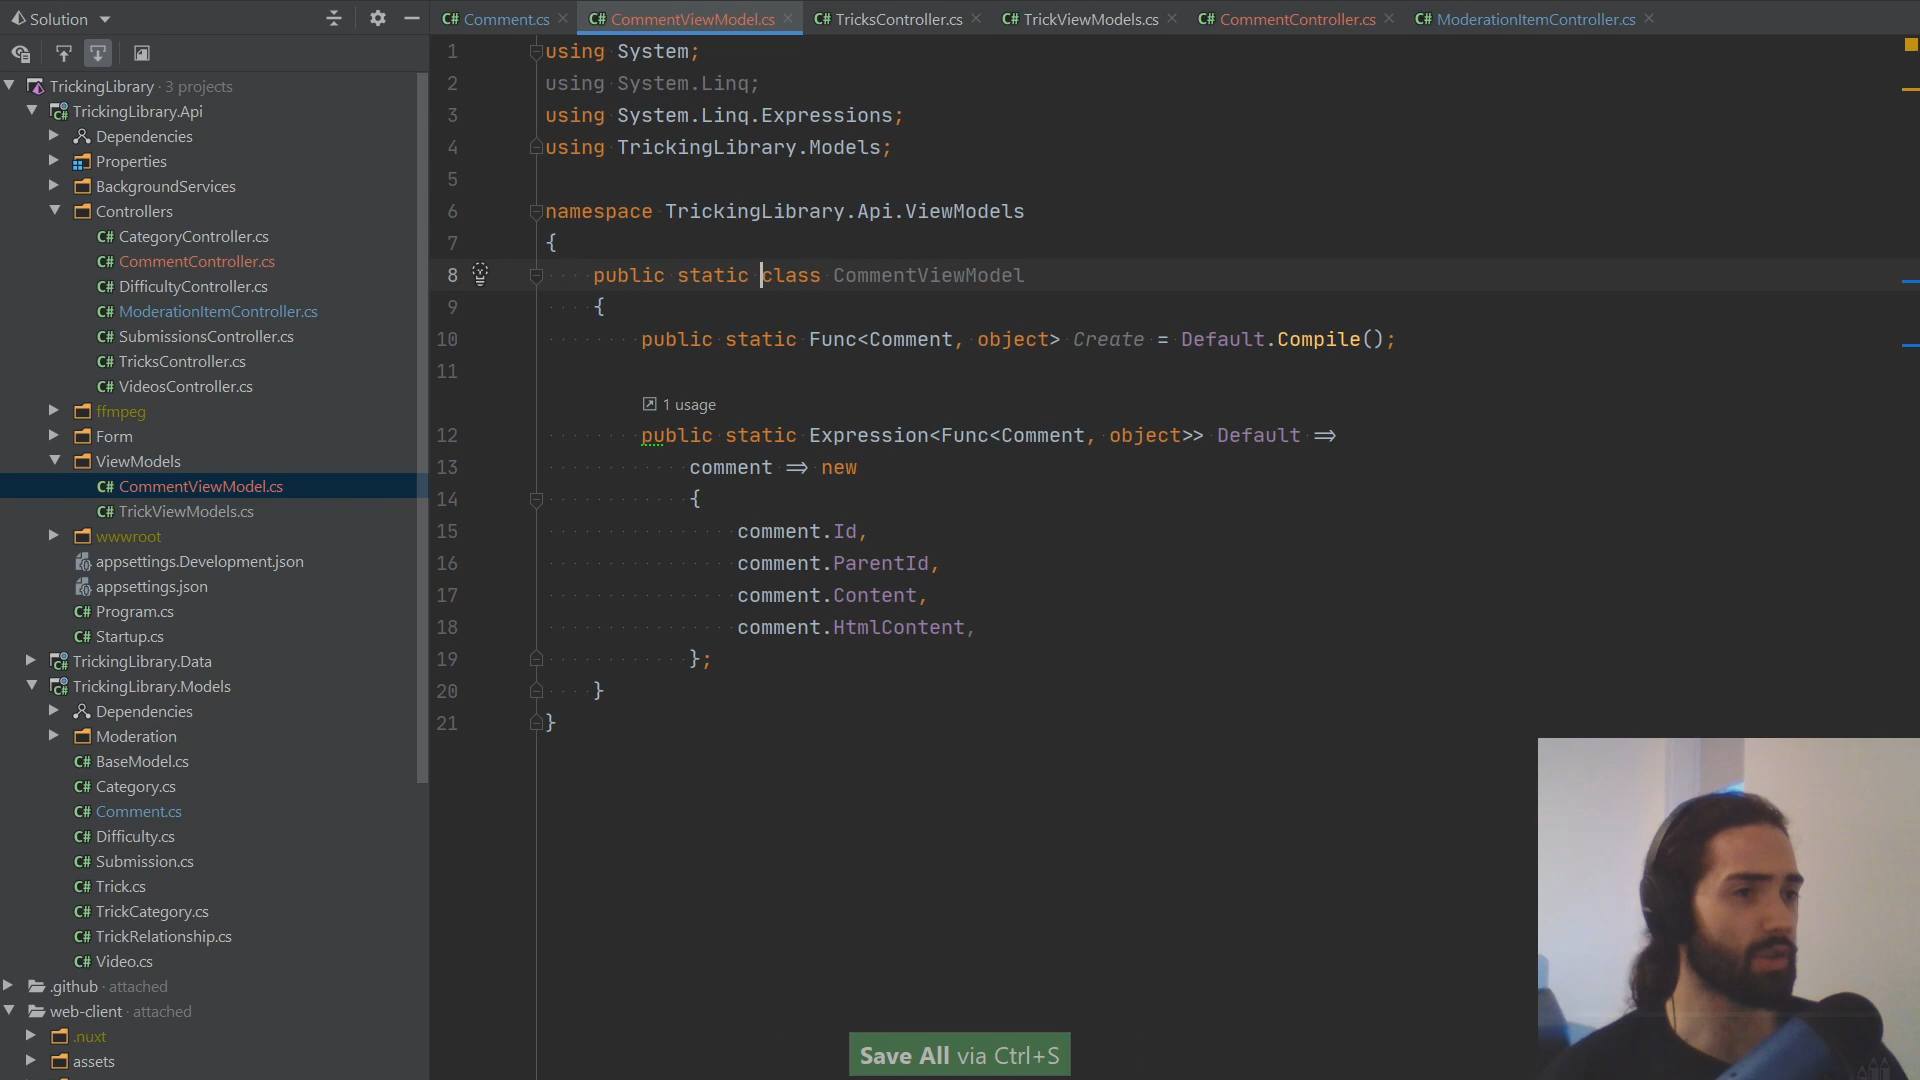 Solution
Comment.cs
CommentViewModel.cs
TricksController.cs
TrickViewModels.cs
CommentController.cs
ModerationItemController.cs
TrickingLibrary · 3 projects
TrickingLibrary.Api
Dependencies
Properties
BackgroundServices
Controllers
C# CategoryController.cs
C# CommentController.cs
C# DifficultyController.cs
C# ModerationItemController.cs
C# SubmissionsController.cs
C# TricksController.cs
C# VideosController.cs
ffmpeg
Form
ViewModels
C# CommentViewModel.cs
C# TrickViewModels.cs
wwwroot
appsettings.Development.json
appsettings.json
C# Program.cs
C# Startup.cs
TrickingLibrary.Data
TrickingLibrary.Models
Dependencies
Moderation
C# BaseModel.cs
C# Category.cs
C# Comment.cs
C# Difficulty.cs
C# Submission.cs
C# Trick.cs
C# TrickCategory.cs
C# TrickRelationship.cs
C# Video.cs
.github · attached
web-client attached
.nuxt
assets
1 using System;
2 using System.Linq;
3 using System.Linq.Expressions;
4 using TrickingLibrary.Models;
5
6 namespace TrickingLibrary.Api.ViewModels
7 {
8 public static class CommentViewModel
9 {
10 public static Func<Comment, object> Create = Default.Compile();
11
1 usage
12 public static Expression<Func<Comment, object>> Default =>
13 comment => new
14 {
15 comment.Id,
16 comment.ParentId,
17 comment.Content,
18 comment.HtmlContent,
19 };
20 }
21 }
Save All via Ctrl+S